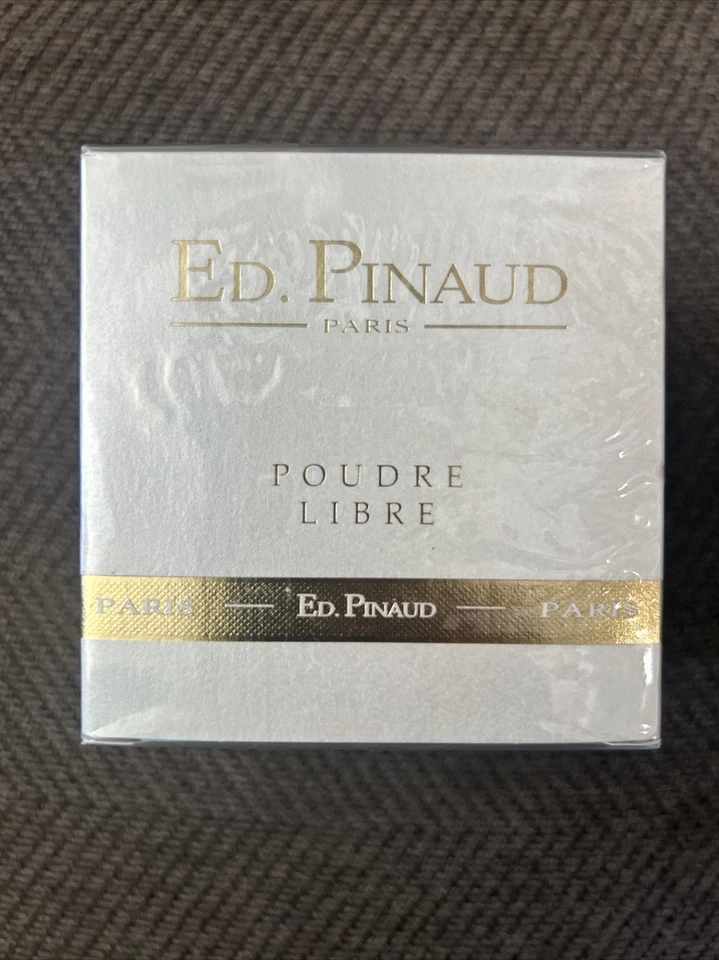 ED. PINAUD
PARIS
POUDRE
LIBRE
PARIS — ED. PINAUD — PARIS